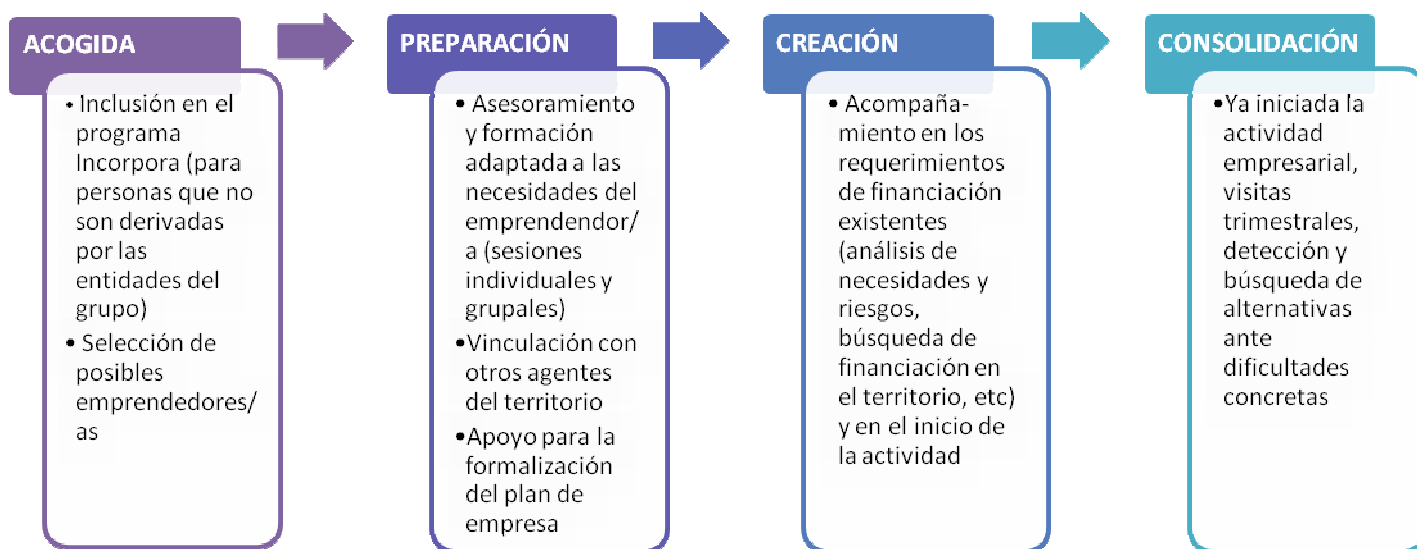 ACOGIDA
• Inclusión en el
programa
Incorpora (para
personas que no
son derivadas
por las
entidades del
grupo)
• Selección de
posibles
emprendedores/
as
PREPARACIÓN
• Asesoramiento
y formación
adaptada a las
necesidades del
emprendendor/
a (sesiones
individuales y
grupales)
•Vinculación con
otros agentes
del territorio
•Apoyo para la
formalización
del plan de
empresa
CREACIÓN
• Acompaña-
miento en los
requerimientos
de financiación
existentes
(análisis de
necesidades y
riesgos,
búsqueda de
financiación en
el territorio, etc)
y en el inicio de
la actividad
CONSOLIDACIÓN
•Ya iniciada la
actividad
empresarial,
visitas
trimestrales,
detección y
búsqueda de
alternativas
ante
dificultades
concretas